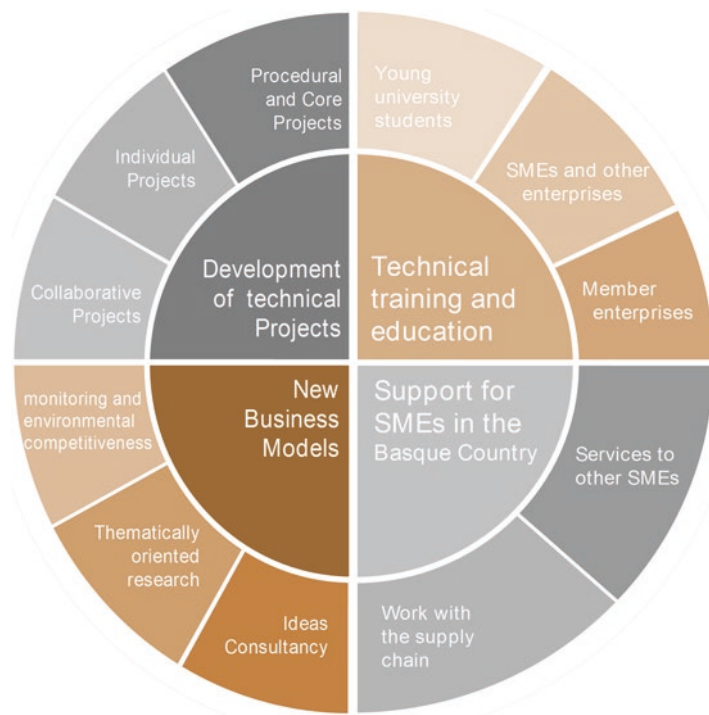 Procedural
and Core
Projects
Individual
Projects
Collaborative
Projects
Development
of technical
Projects
Young
university
students
SMEs and other
enterprises
Member
enterprises
Technical
training and
education
monitoring and
environmental
competitiveness
Thematically
oriented
research
Ideas
Consultancy
New
Business
Models
Support for
SMEs in the
Basque Country
Services to
other SMEs
Work with
the supply
chain